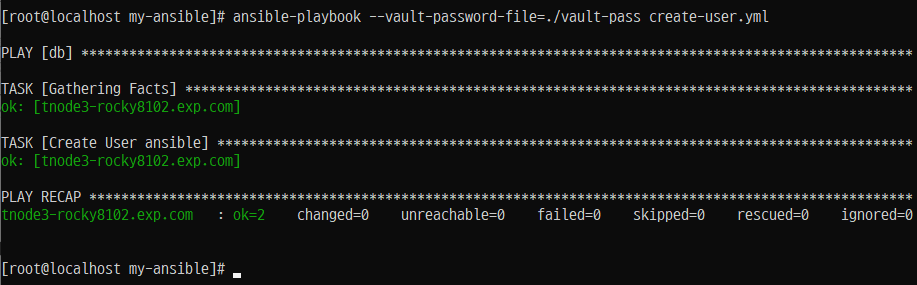 [root@localhost my-ansible]# ansible-playbook --vault-password-file=./vault-pass create-user.yml
PLAY [db] ********************************************************************************************************
TASK [Gathering Facts] *******************************************************************************************
ok: [tnode3-rocky8102.exp.com]
TASK [Create User ansible] ***************************************************************************************
ok: [tnode3-rocky8102.exp.com]
PLAY RECAP *******************************************************************************************************
tnode3-rocky8102.exp.com   : ok=2    changed=0    unreachable=0    failed=0    skipped=0    rescued=0    ignored=0
[root@localhost my-ansible]#